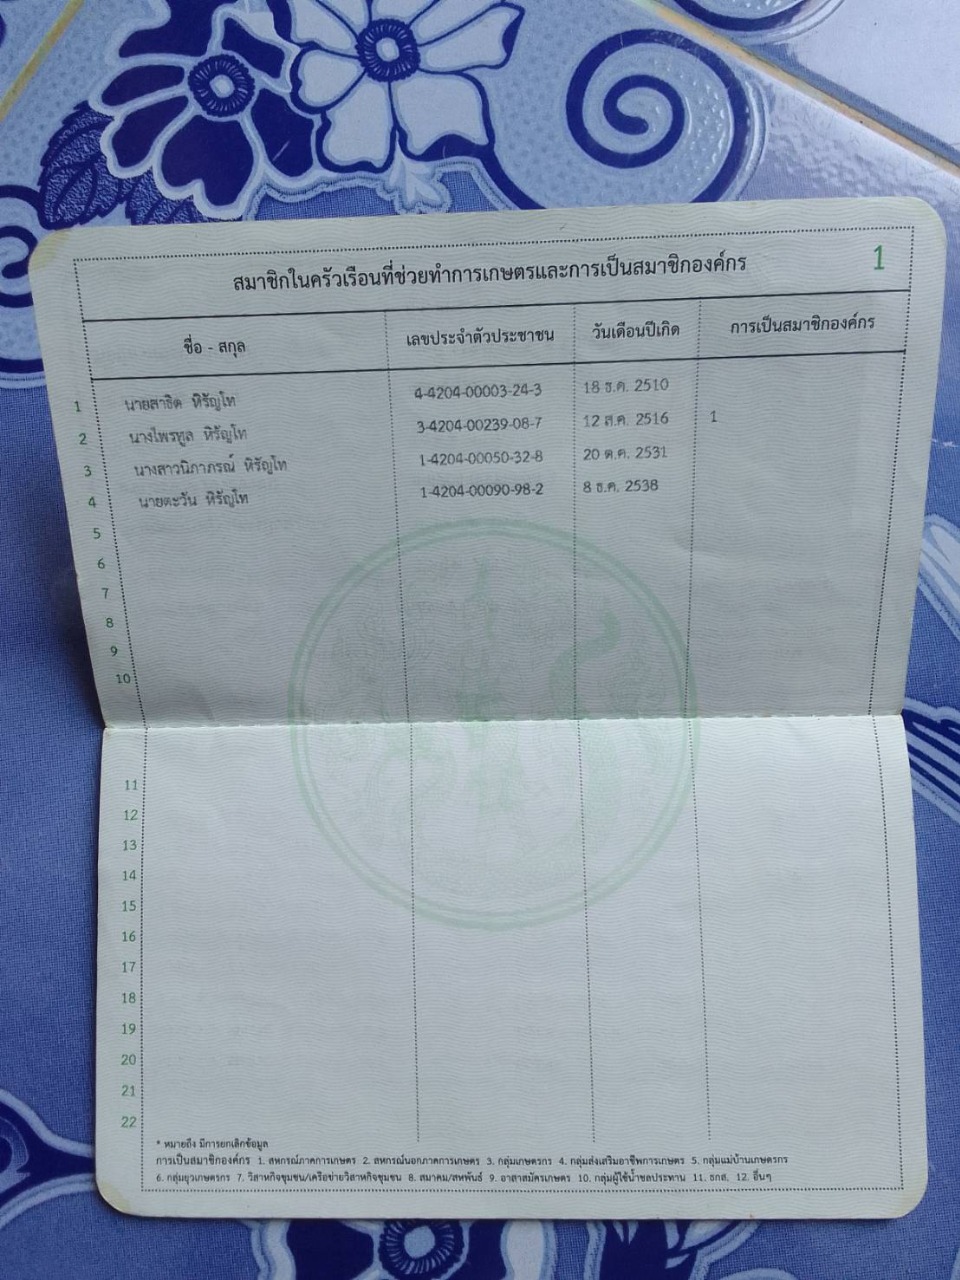 1
สมาชิกในครัวเรือนที่ช่วยทำการเกษตรและการเป็นสมาชิกองค์กร
ชื่อ - สกุล เลขประจำตัวประชาชน วันเดือนปีเกิด การเป็นสมาชิกองค์กร
1 นายสาธิต หิรัญโท 4-4204-00003-24-3 18 ธ.ค. 2510
2 นางไพรทูล หิรัญโท 3-4204-00239-08-7 12 ส.ค. 2516 1
3 นางสาวนิภาภรณ์ หิรัญโท 1-4204-00050-32-8 20 ต.ค. 2531
4 นายตะวัน หิรัญโท 1-4204-00090-98-2 8 ธ.ค. 2538
5
6
7
8
9
10
11
12
13
14
15
16
17
18
19
20
21
22
* หมายถึง มีการยกเลิกข้อมูล
การเป็นสมาชิกองค์กร 1. สหกรณ์ภาคการเกษตร 2. สหกรณ์นอกภาคการเกษตร 3. กลุ่มเกษตรกร 4. กลุ่มส่งเสริมอาชีพการเกษตร 5. กลุ่มแม่บ้านเกษตรกร
6. กลุ่มยุวเกษตรกร 7. วิสาหกิจชุมชน/เครือข่ายวิสาหกิจชุมชน 8. สมาคม/สหพันธ์ 9. อาสาสมัครเกษตร 10. กลุ่มผู้ใช้น้ำชลประทาน 11. ธกส. 12. อื่นๆ